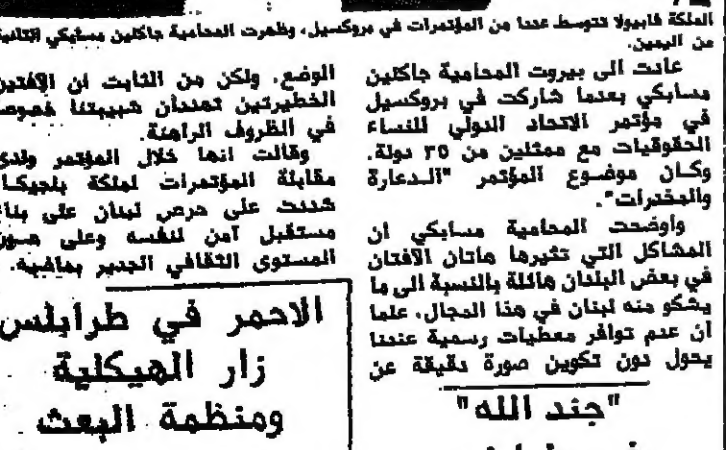 الملكة فابيولا تتوسط عددا من المؤتمرات في بروكسيل، وظهرت المحامية جاكلين مسابكي الثانية
من اليمين.
عادت الى بيروت المحامية جاكلين
مسابكي بعدما شاركت في بروكسيل
في مؤتمر الاتحاد الدولي للنساء
الحقوقيات مع ممثلين من ٣٥ دولة.
وكان موضوع المؤتمر "الدعارة
والمخدرات".
واوضحت المحامية مسابكي ان
المشاكل التي تثيرها هاتان الآفتان
في بعض البلدان هائلة بالنسبة الى ما
يشكو منه لبنان في هذا المجال، علما
ان عدم توافر معطيات رسمية عندنا
يحول دون تكوين صورة دقيقة عن
"جند الله"
الوضع. ولكن من الثابت ان الآفتين
الخطيرتين تهددان شبيبتنا خصوصا
في الظروف الراهنة.
وقالت انها خلال المؤتمر ولدى
مقابلة المؤتمرات لملكة بلجيكا
شددت على حرص لبنان على بناء
مستقبل آمن لنفسه وعلى صون
المستوى الثقافي الجدير بماضيه.
الاحمر في طرابلس
زار الهيكلية
ومنظمة البعث